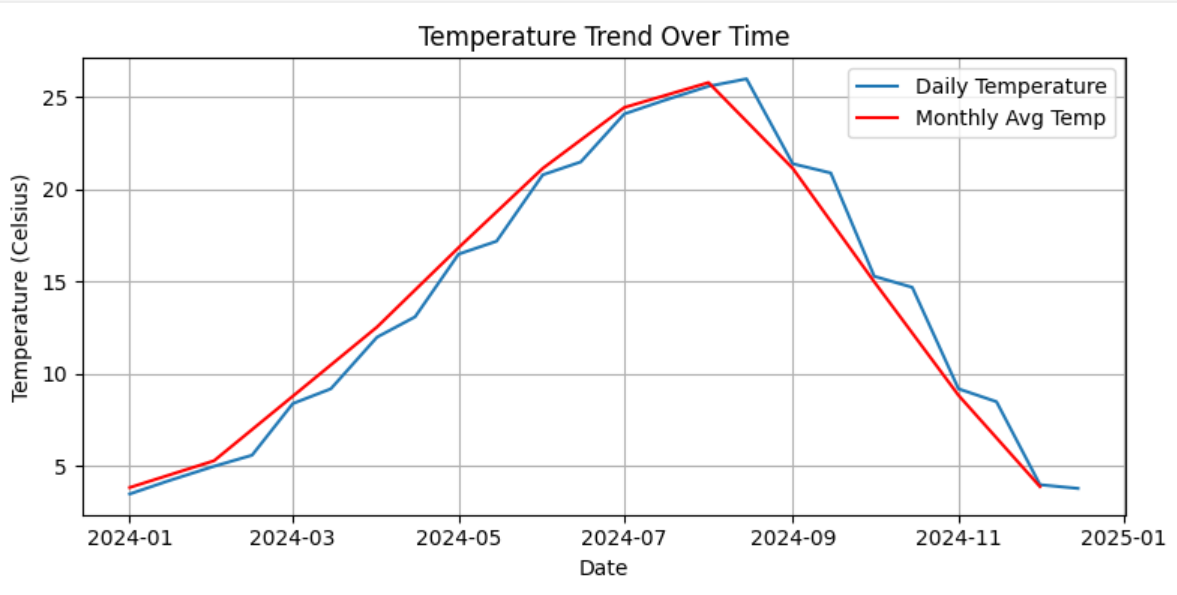 Temperature Trend Over Time
Daily Temperature
Monthly Avg Temp
Temperature (Celsius)
25
20
15
10
5
2024-01 2024-03 2024-05 2024-07 2024-09 2024-11 2025-01
Date